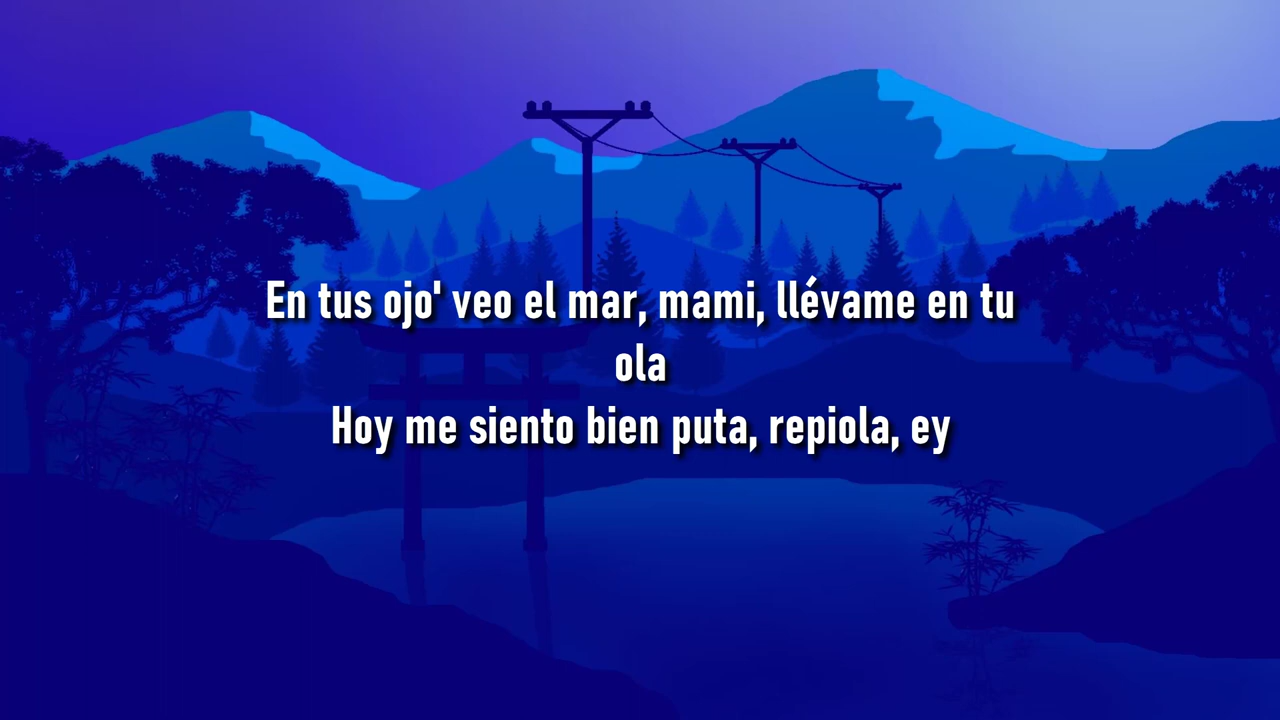 En tus ojo' veo el mar, mami, llévame en tu
ola
Hoy me siento bien puta, repiola, ey